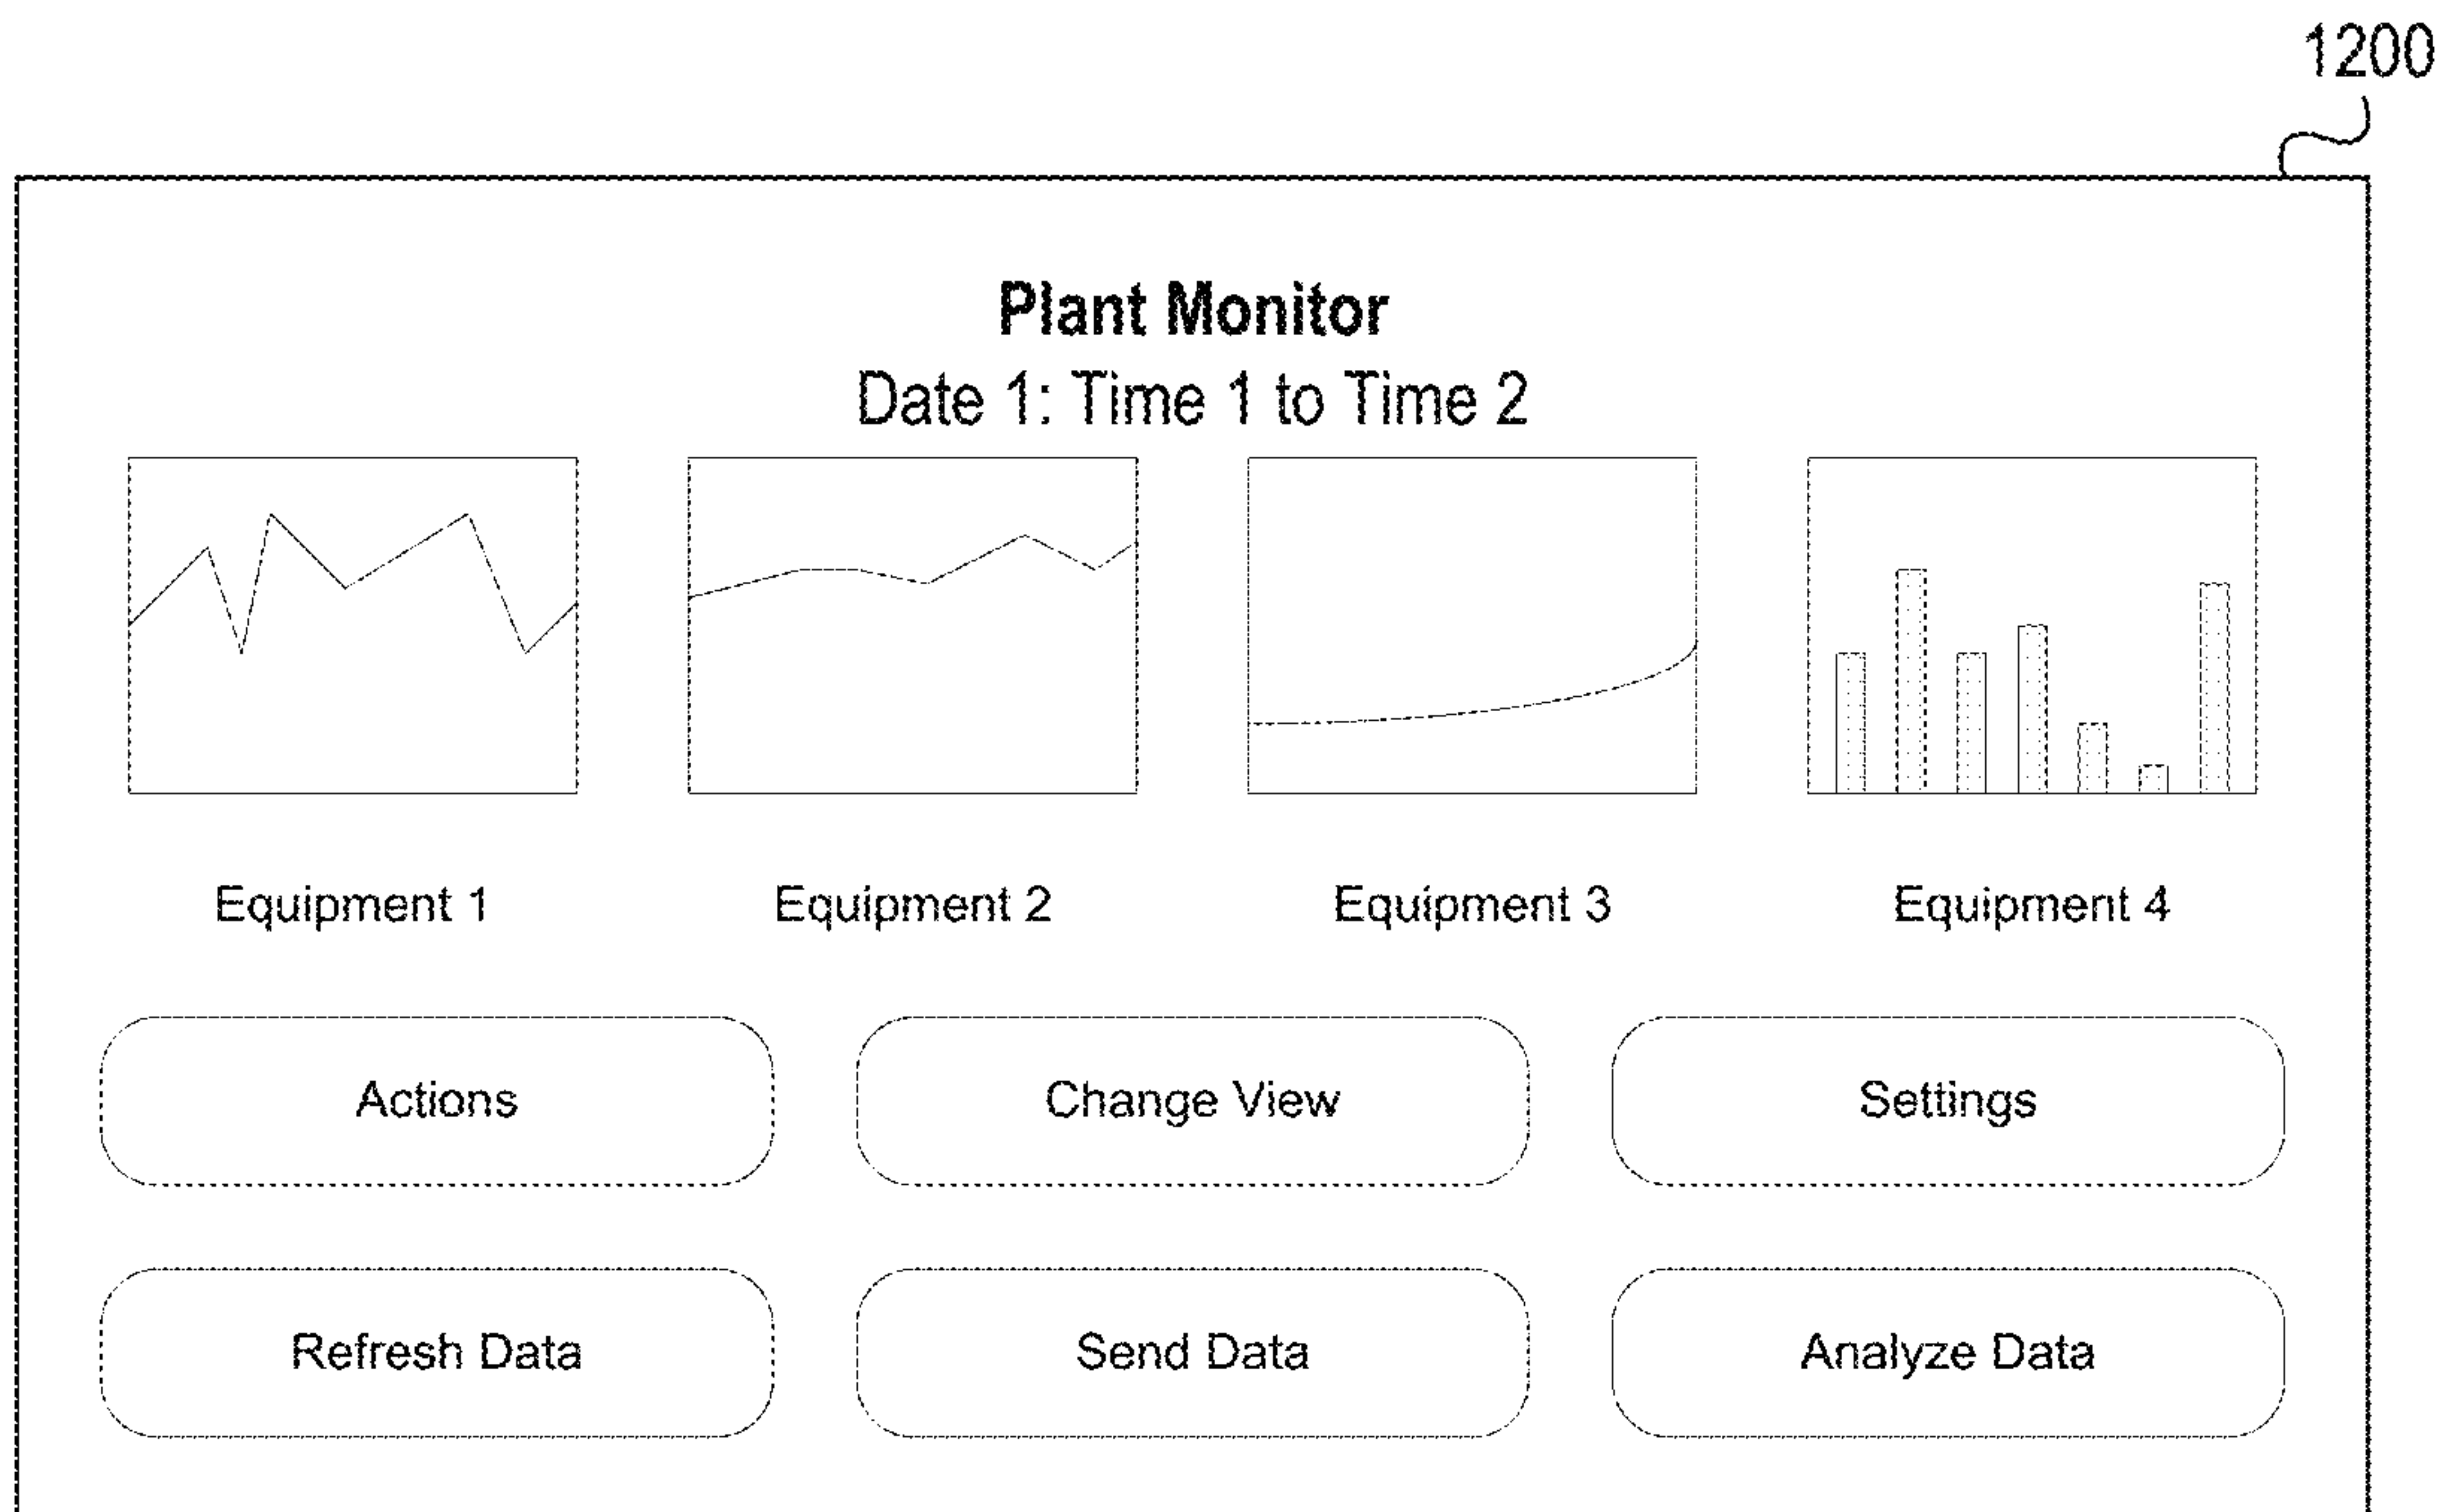 1200
Plant Monitor
Date 1: Time 1 to Time 2
Equipment 1
Equipment 2
Equipment 3
Equipment 4
Actions
Change View
Settings
Refresh Data
Send Data
Analyze Data